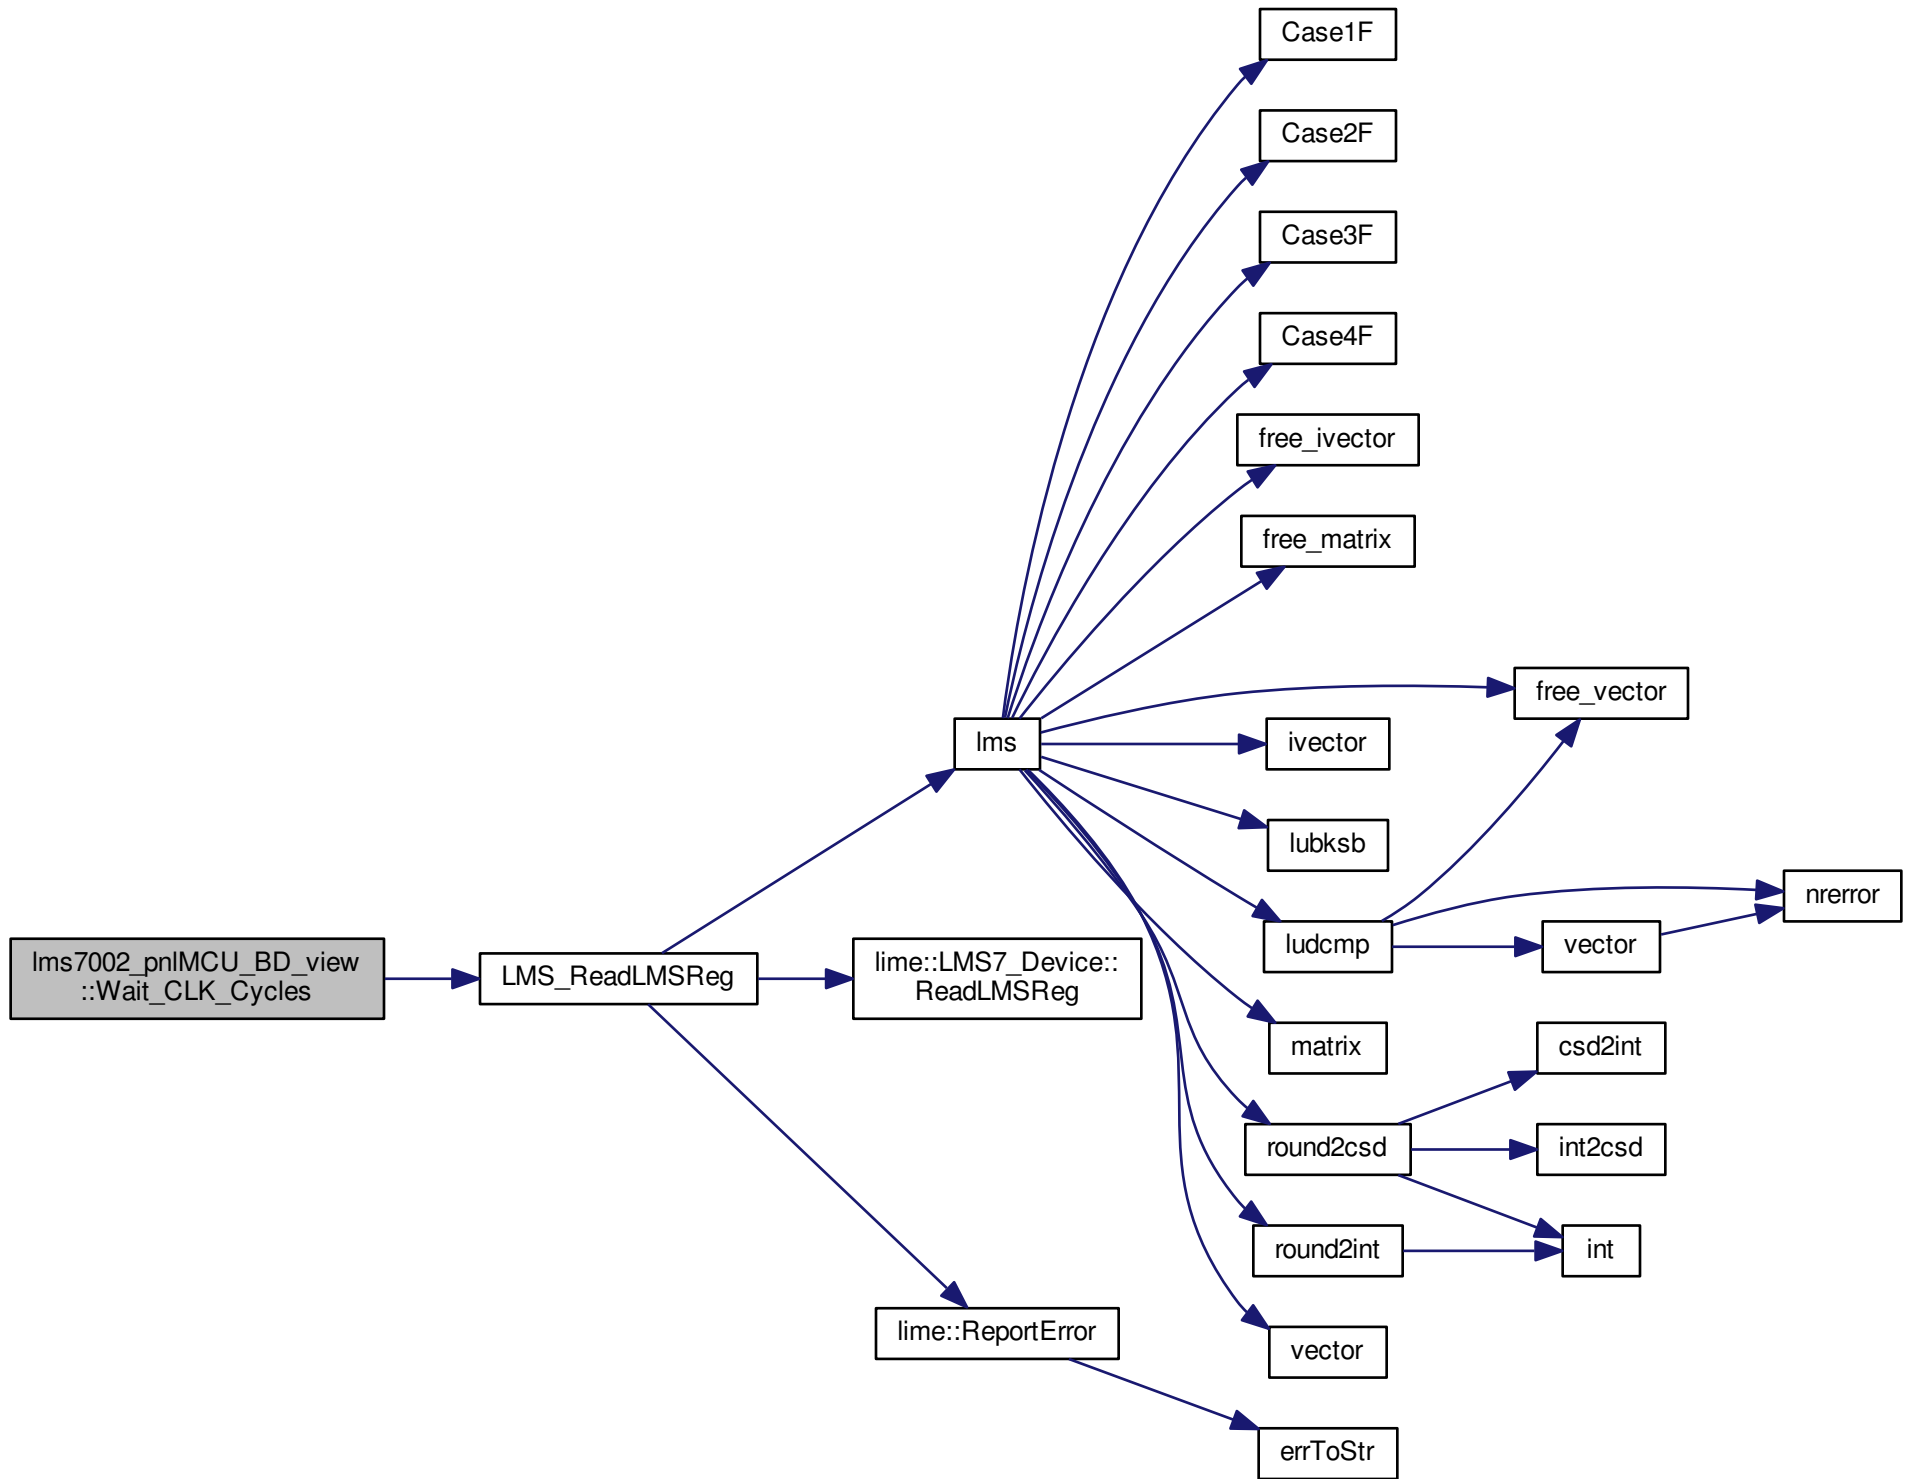 Case1F
Case2F
Case3F
Case4F
free_ivector
free_matrix
free_vector
lms
ivector
lubksb
nrerror
ludcmp
vector
lms7002_pnlMCU_BD_view
::Wait_CLK_Cycles
LMS_ReadLMSReg
lime::LMS7_Device::
ReadLMSReg
matrix
csd2int
round2csd
int2csd
round2int
int
lime::ReportError
vector
errToStr